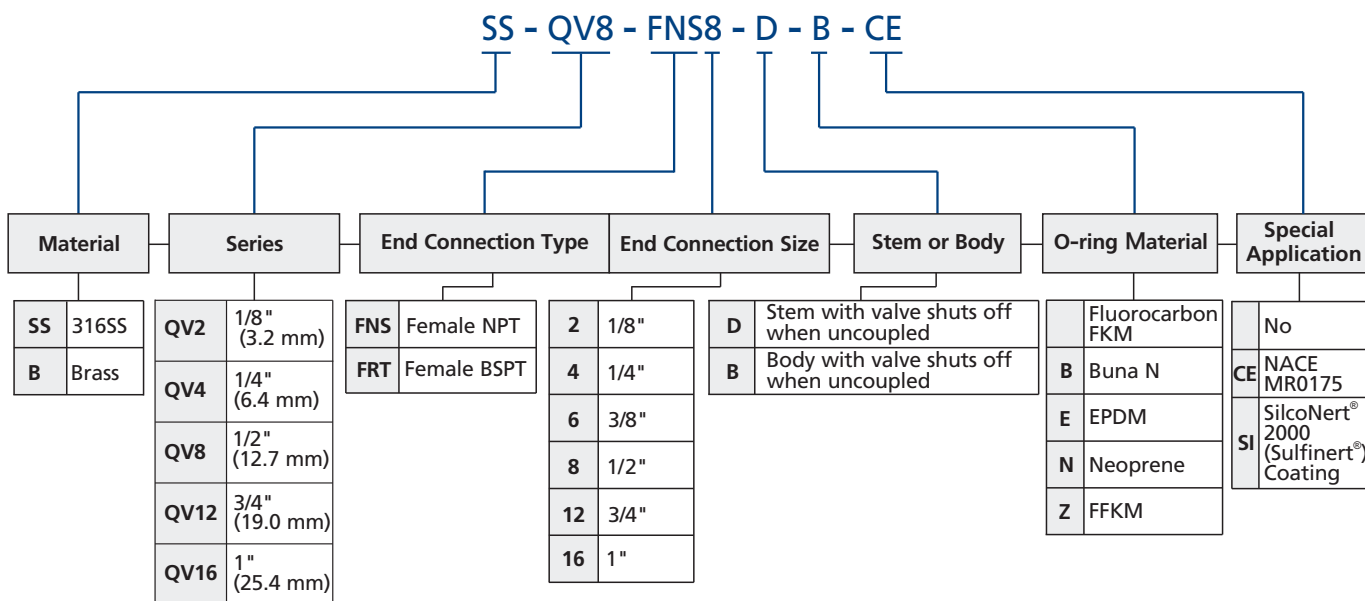 SS - QV8 - FNS8 - D - B - CE
Material
Series
End Connection Type
End Connection Size
Stem or Body
O-ring Material
Special
Application
SS 316SS
B Brass
QV2 1/8"
(3.2 mm)
QV4 1/4"
(6.4 mm)
QV8 1/2"
(12.7 mm)
QV12 3/4"
(19.0 mm)
QV16 1"
(25.4 mm)
FNS Female NPT
FRT Female BSPT
2 1/8"
4 1/4"
6 3/8"
8 1/2"
12 3/4"
16 1"
D Stem with valve shuts off
when uncoupled
B Body with valve shuts off
when uncoupled
Fluorocarbon
FKM
B Buna N
E EPDM
N Neoprene
Z FFKM
No
CE NACE
MR0175
SI SilcoNert®
2000
(Sulfinert®)
Coating